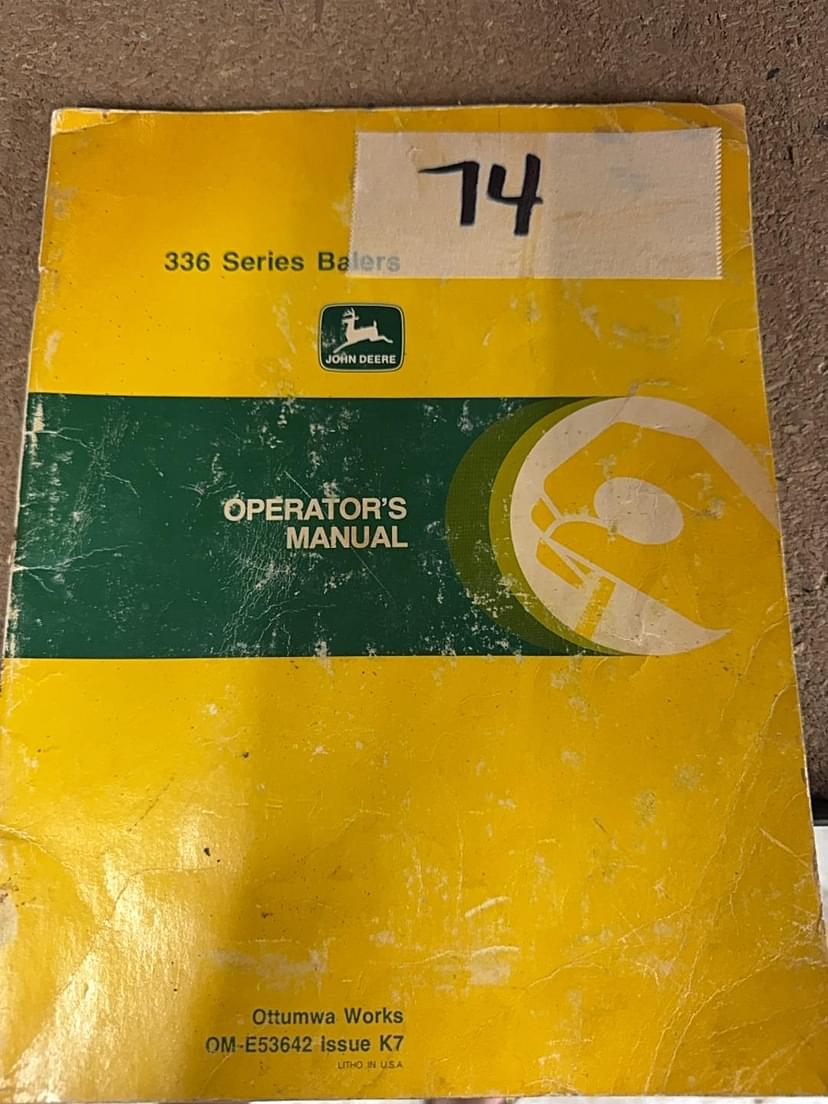 74
336 Series Balers
JOHN DEERE
OPERATOR'S
MANUAL
Ottumwa Works
OM-E53642 Issue K7
LITHO IN U.S.A